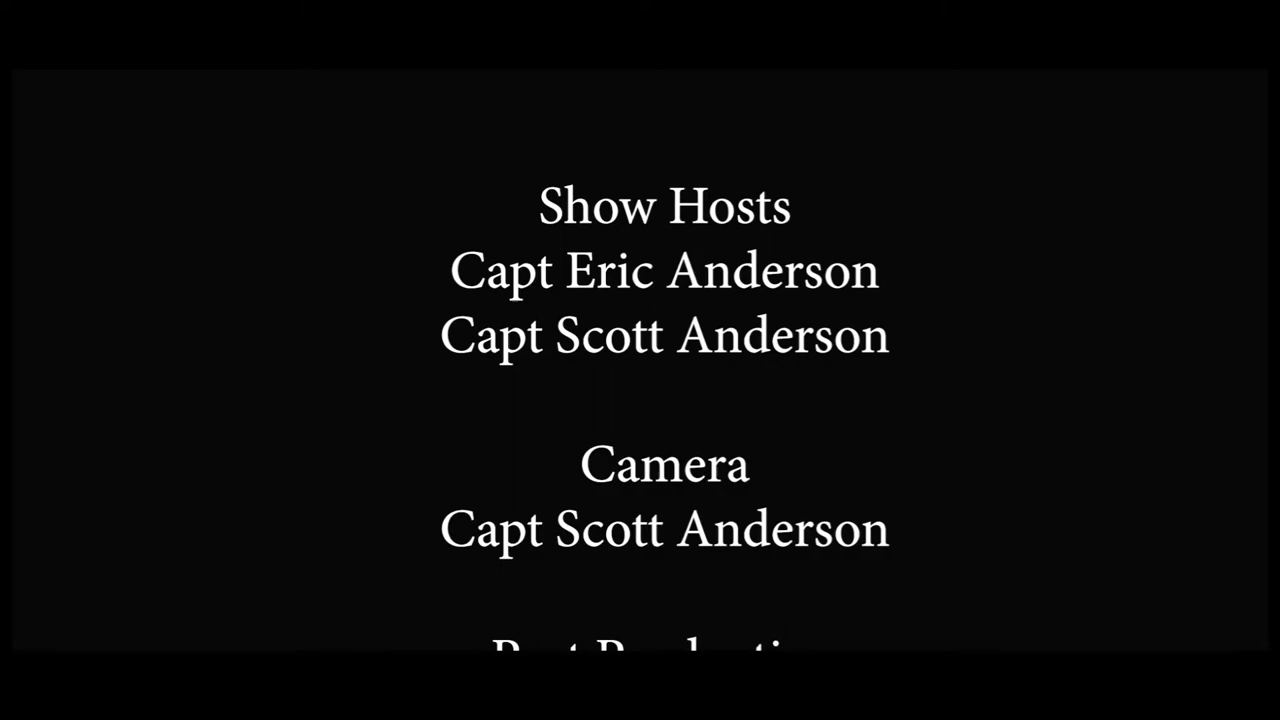 Show Hosts
Capt Eric Anderson
Capt Scott Anderson
Camera
Capt Scott Anderson